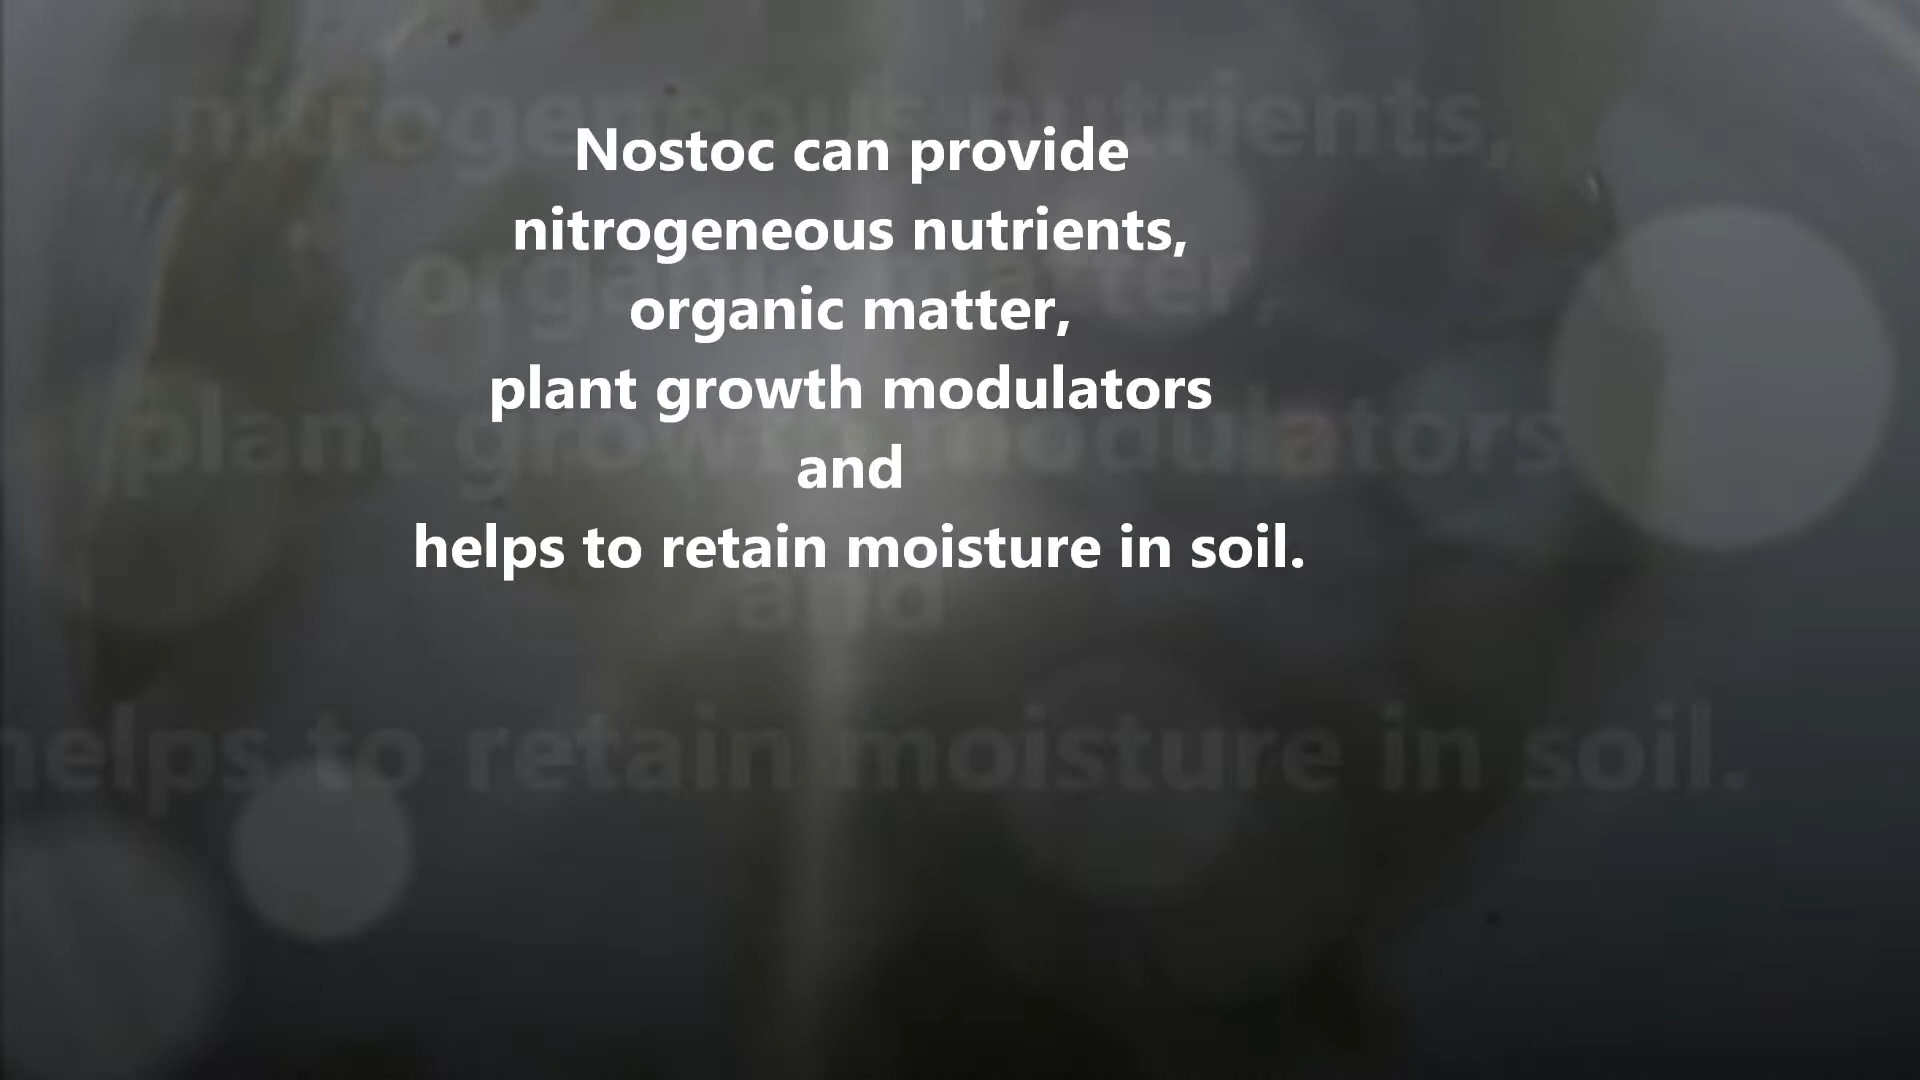 Nostoc can provide
nitrogeneous nutrients,
organic matter,
plant growth modulators
and
helps to retain moisture in soil.